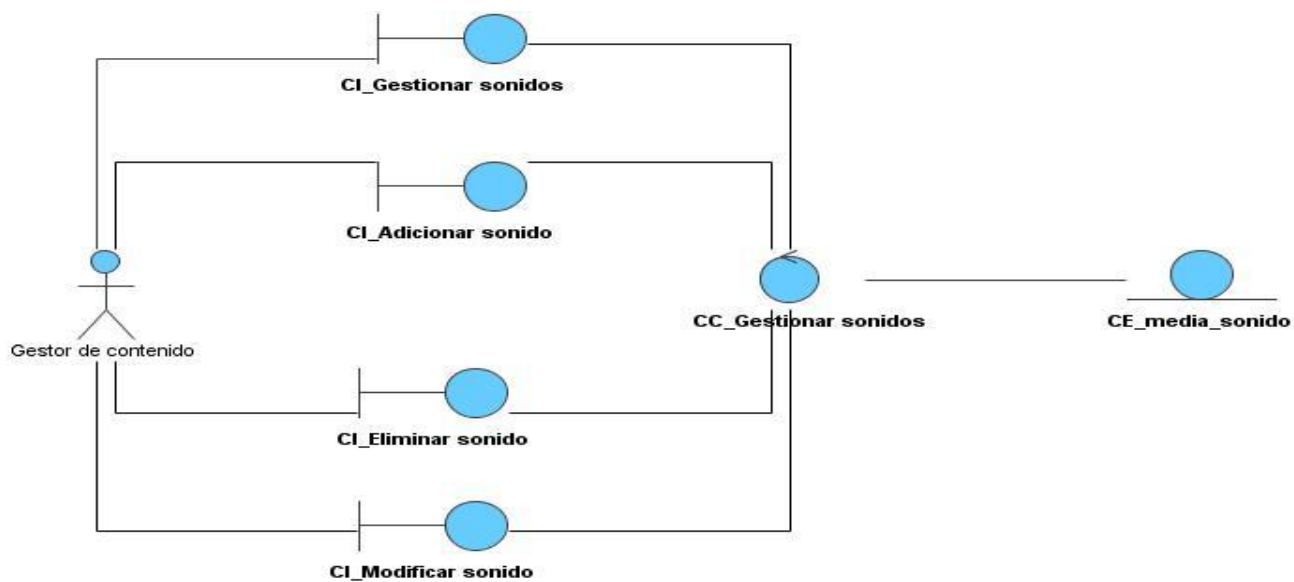 CI_Gestionar sonidos
CI_Adicionar sonido
Gestor de contenido
CC_Gestionar sonidos
CE_media_sonido
CI_Eliminar sonido
CI_Modificar sonido